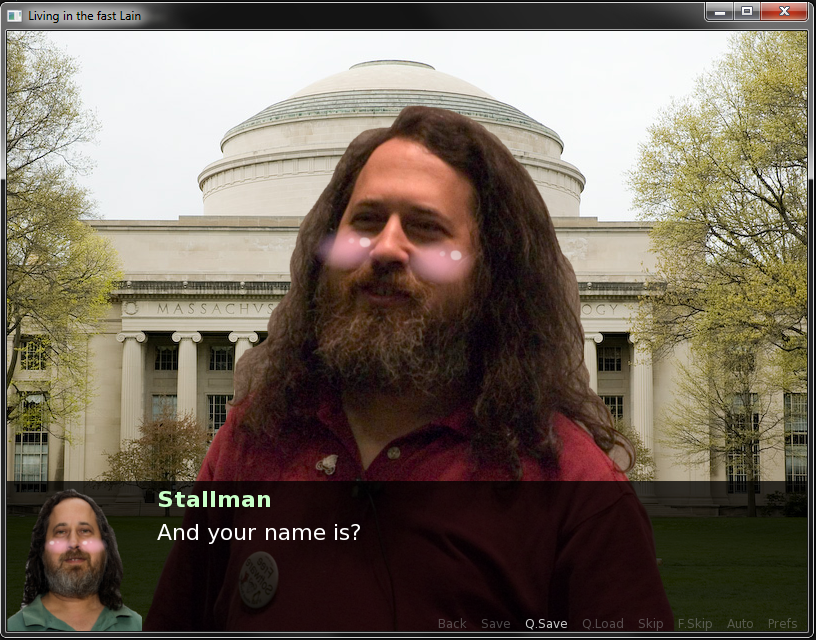 Living in the fast Lain
MASSACHVS OGY
Stallman
And your name is?
Back Save Q.Save Q.Load Skip F.Skip Auto Prefs